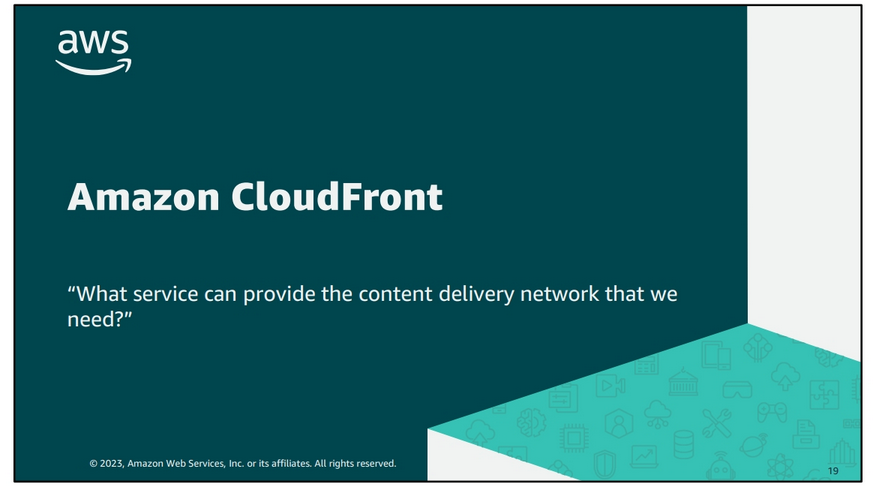 aws
Amazon CloudFront
“What service can provide the content delivery network that we
need?”
© 2023, Amazon Web Services, Inc. or its affiliates. All rights reserved.
19